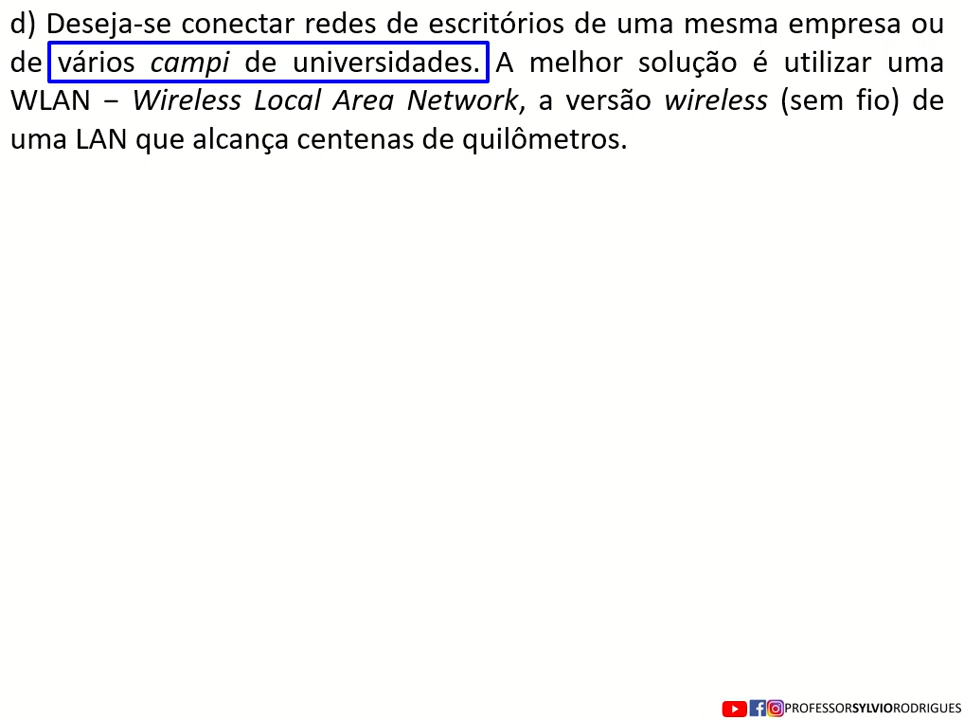 d) Deseja-se conectar redes de escritórios de uma mesma empresa ou
de vários campi de universidades. A melhor solução é utilizar uma
WLAN – Wireless Local Area Network, a versão wireless (sem fio) de
uma LAN que alcança centenas de quilômetros.
PROFESSORSYLVIORODRIGUES